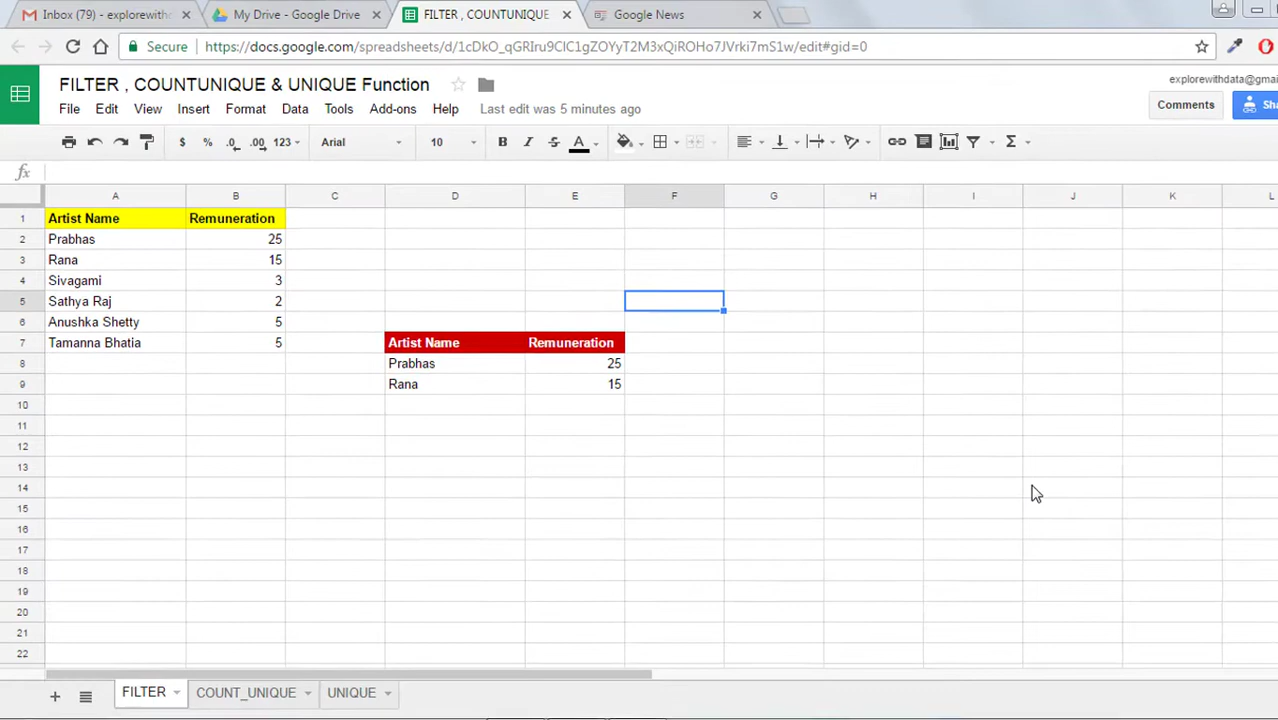 Inbox (79) - explorewith
My Drive - Google Drive
FILTER , COUNTUNIQUE
Google News
Secure
https://docs.google.com/spreadsheets/d/1cDkO_qGRIru9CIC1gZOYyT2M3xQiROHo7JVrki7mS1w/edit#gid=0
FILTER , COUNTUNIQUE & UNIQUE Function
explorewithdata@gmai
File Edit View Insert Format Data Tools Add-ons Help Last edit was 5 minutes ago
Comments
Sha
$ % .0 .00 123 Arial 10 B I S A Σ
fx
A B C D E F G H I J K L
1 Artist Name Remuneration
2 Prabhas 25
3 Rana 15
4 Sivagami 3
5 Sathya Raj 2
6 Anushka Shetty 5
7 Tamanna Bhatia 5 Artist Name Remuneration
8 Prabhas 25
9 Rana 15
10
11
12
13
14
15
16
17
18
19
20
21
22
+ FILTER COUNT_UNIQUE UNIQUE